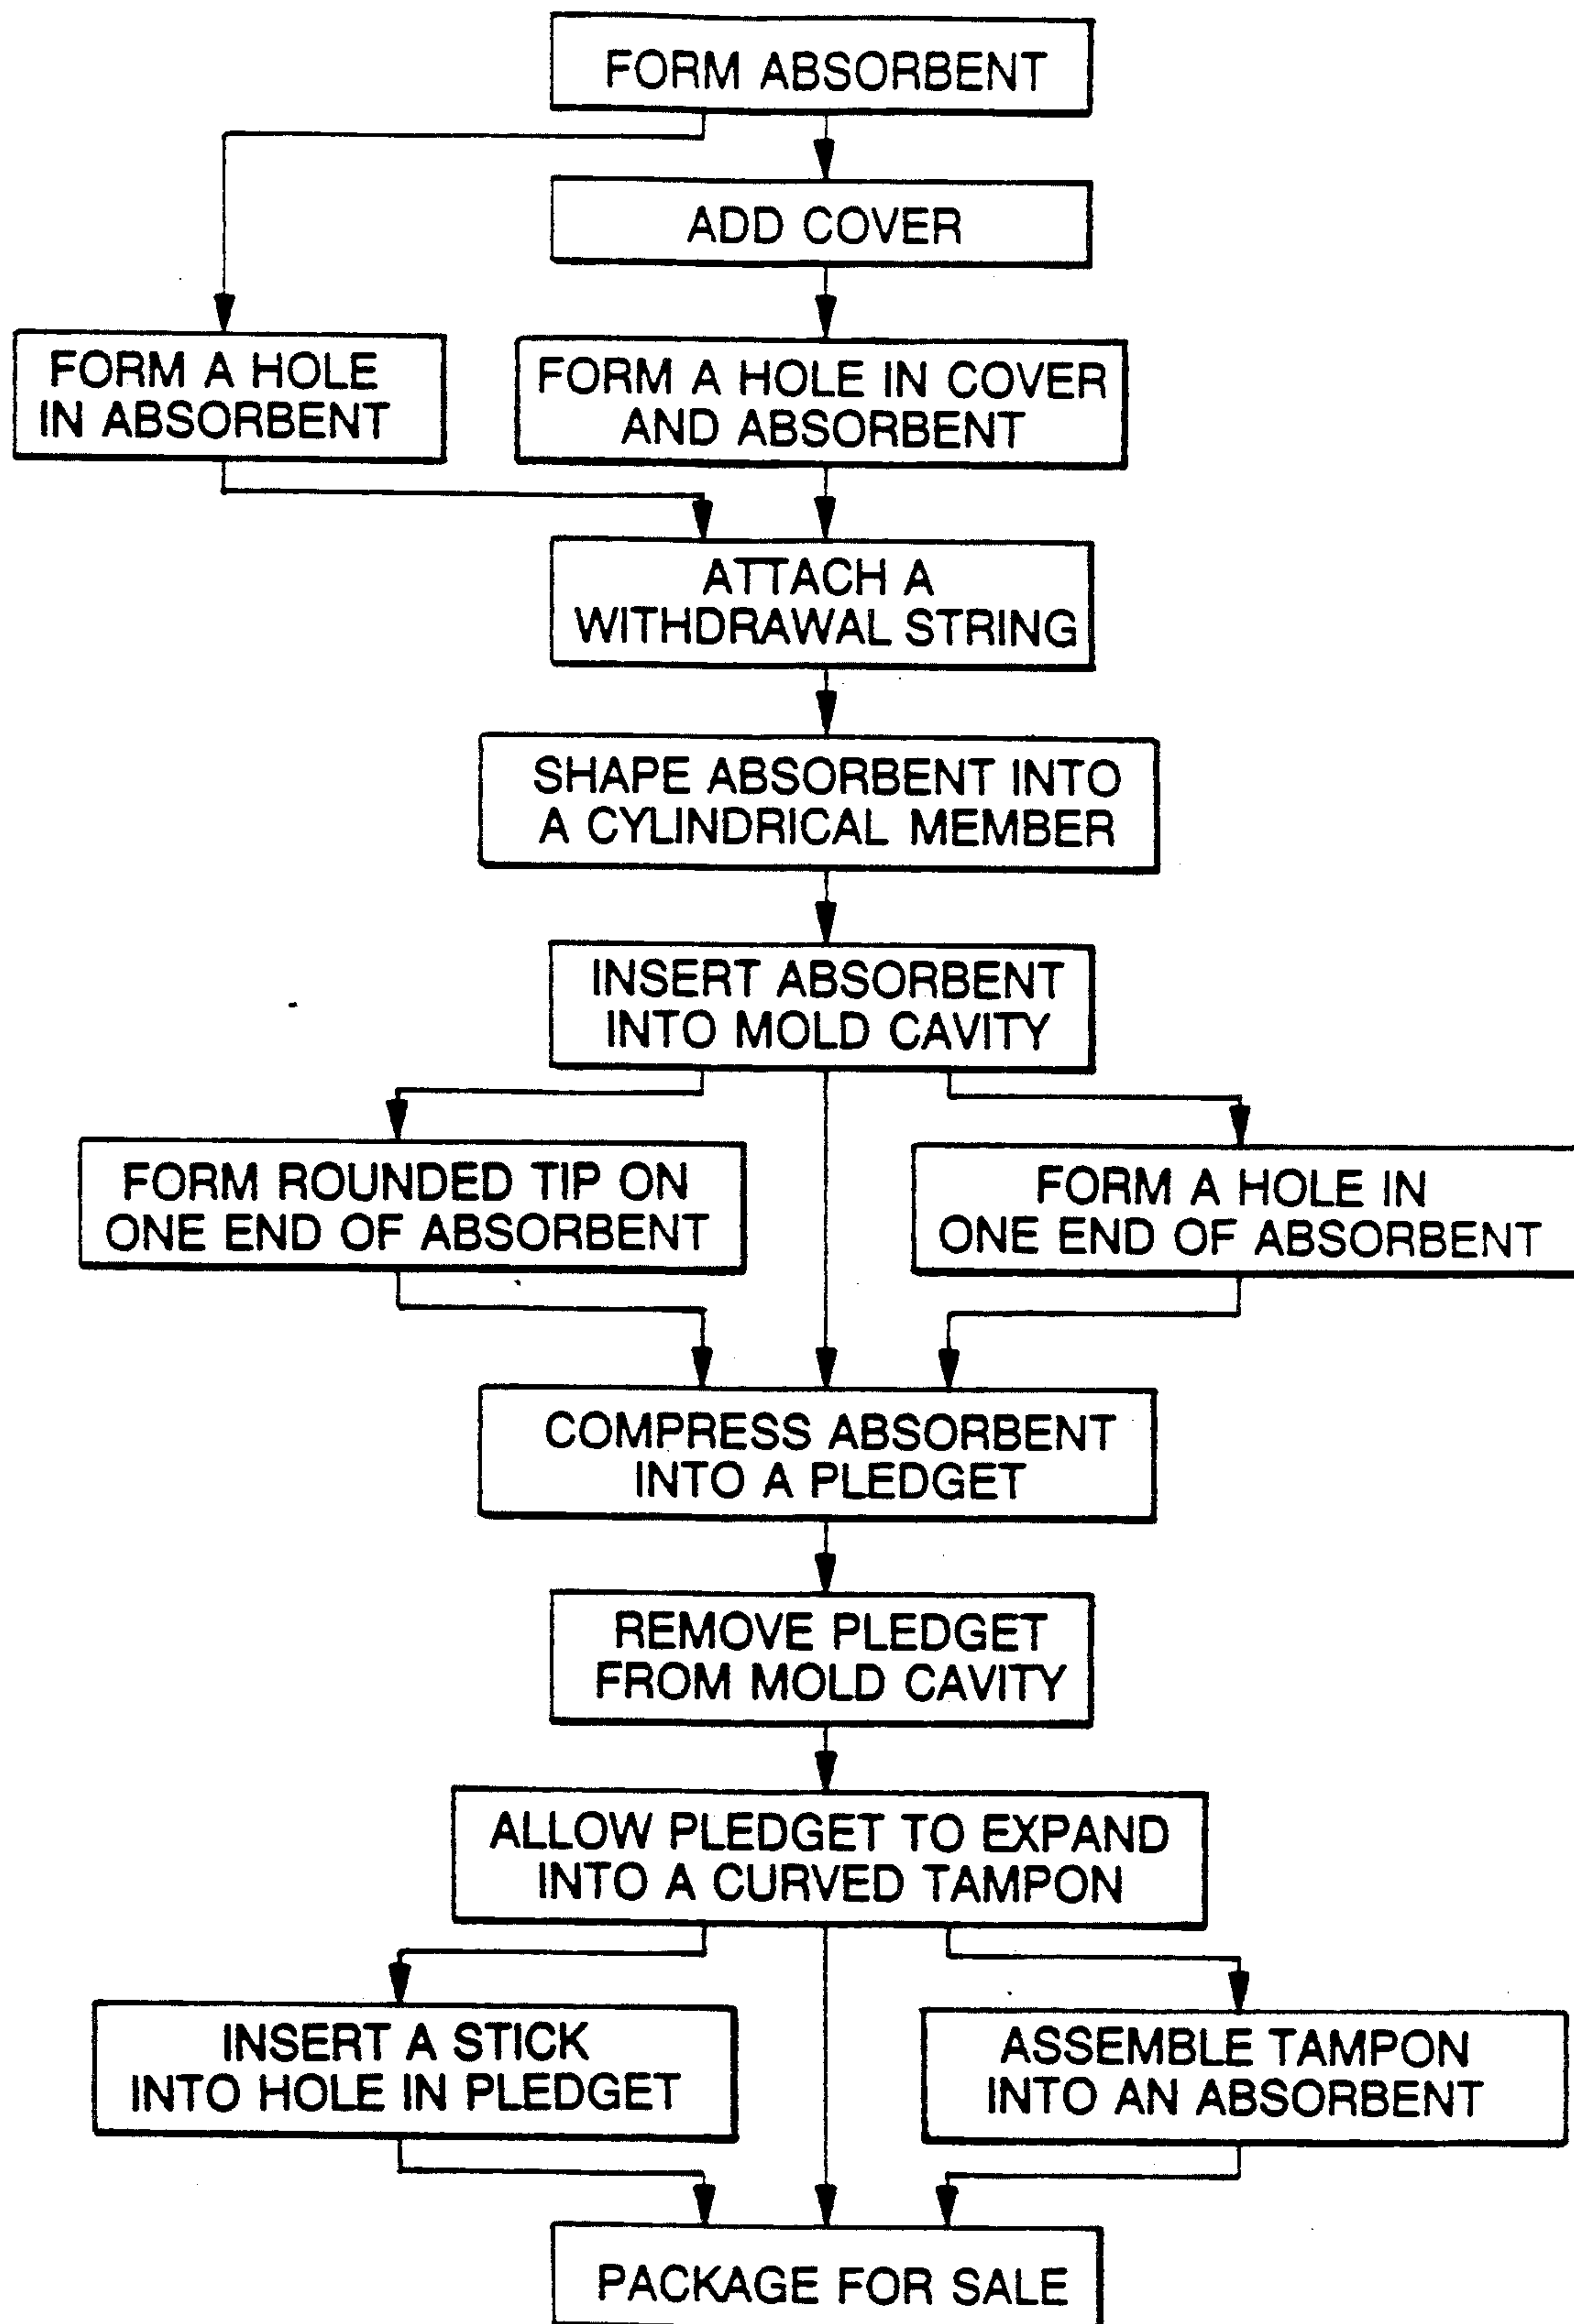 FORM ABSORBENT
ADD COVER
FORM A HOLE
IN ABSORBENT
FORM A HOLE IN COVER
AND ABSORBENT
ATTACH A
WITHDRAWAL STRING
SHAPE ABSORBENT INTO
A CYLINDRICAL MEMBER
INSERT ABSORBENT
INTO MOLD CAVITY
FORM ROUNDED TIP ON
ONE END OF ABSORBENT
FORM A HOLE IN
ONE END OF ABSORBENT
COMPRESS ABSORBENT
INTO A PLEDGET
REMOVE PLEDGET
FROM MOLD CAVITY
ALLOW PLEDGET TO EXPAND
INTO A CURVED TAMPON
INSERT A STICK
INTO HOLE IN PLEDGET
ASSEMBLE TAMPON
INTO AN ABSORBENT
PACKAGE FOR SALE